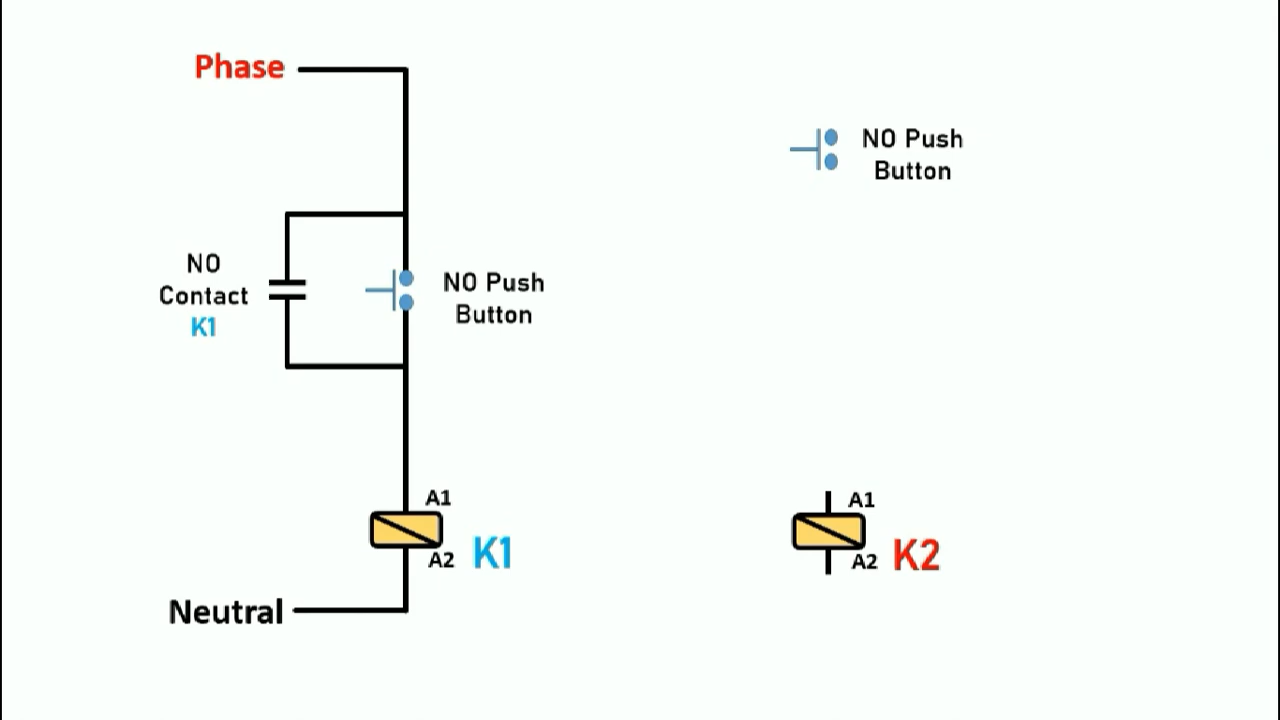 Phase
NO Push
Button
NO
Contact
K1
NO Push
Button
A1
A2
K1
A1
A2
K2
Neutral